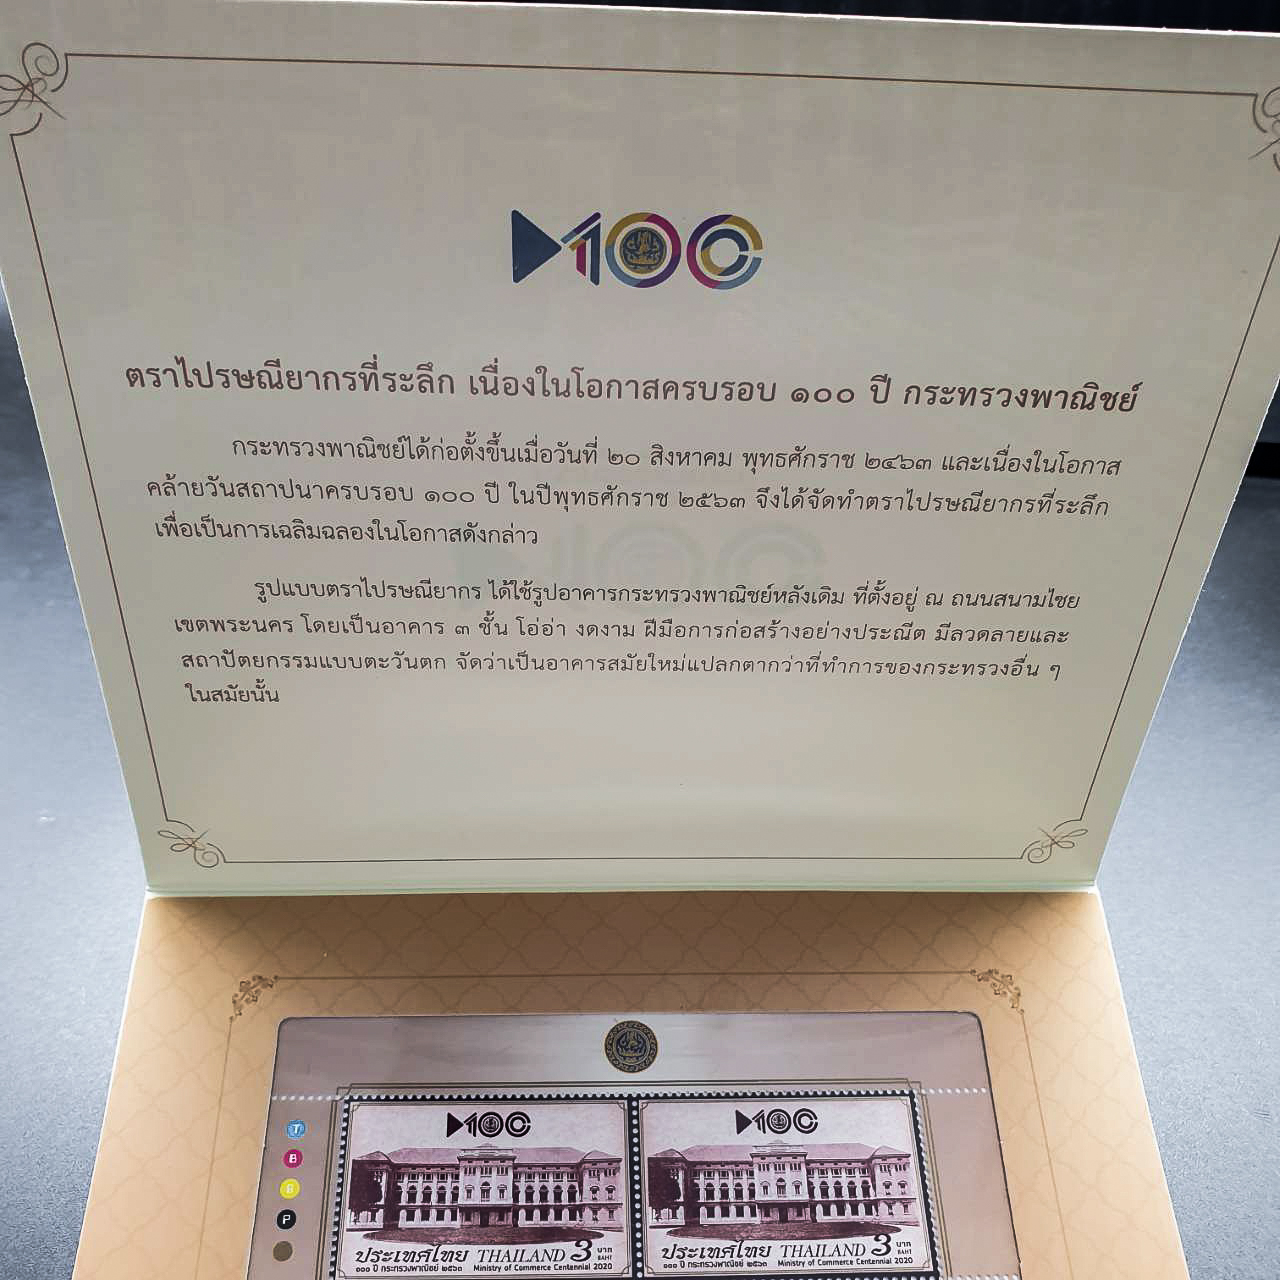 MOC
ตราไปรษณียากรที่ระลึก เนื่องในโอกาสครบรอบ ๑๐๐ ปี กระทรวงพาณิชย์
กระทรวงพาณิชย์ได้ก่อตั้งขึ้นเมื่อวันที่ ๒๐ สิงหาคม พุทธศักราช ๒๔๖๓ และเนื่องในโอกาส
คล้ายวันสถาปนาครบรอบ ๑๐๐ ปี ในปีพุทธศักราช ๒๕๖๓ จึงได้จัดทำตราไปรษณียากรที่ระลึก
เพื่อเป็นการเฉลิมฉลองในโอกาสดังกล่าว
รูปแบบตราไปรษณียากร ได้ใช้รูปอาคารกระทรวงพาณิชย์หลังเดิม ที่ตั้งอยู่ ณ ถนนสนามไชย
เขตพระนคร โดยเป็นอาคาร ๓ ชั้น โอ่อ่า งดงาม ฝีมือการก่อสร้างอย่างประณีต มีลวดลายและ
สถาปัตยกรรมแบบตะวันตก จัดว่าเป็นอาคารสมัยใหม่แปลกตากว่าที่ทำการของกระทรวงอื่น ๆ
ในสมัยนั้น
T
B
B
P
MOC
ประเทศไทย THAILAND 3 บาท BAHT
๑๐๐ ปี กระทรวงพาณิชย์ ๒๕๖๓ Ministry of Commerce Centennial 2020
MOC
ประเทศไทย THAILAND 3 บาท BAHT
๑๐๐ ปี กระทรวงพาณิชย์ ๒๕๖๓ Ministry of Commerce Centennial 2020